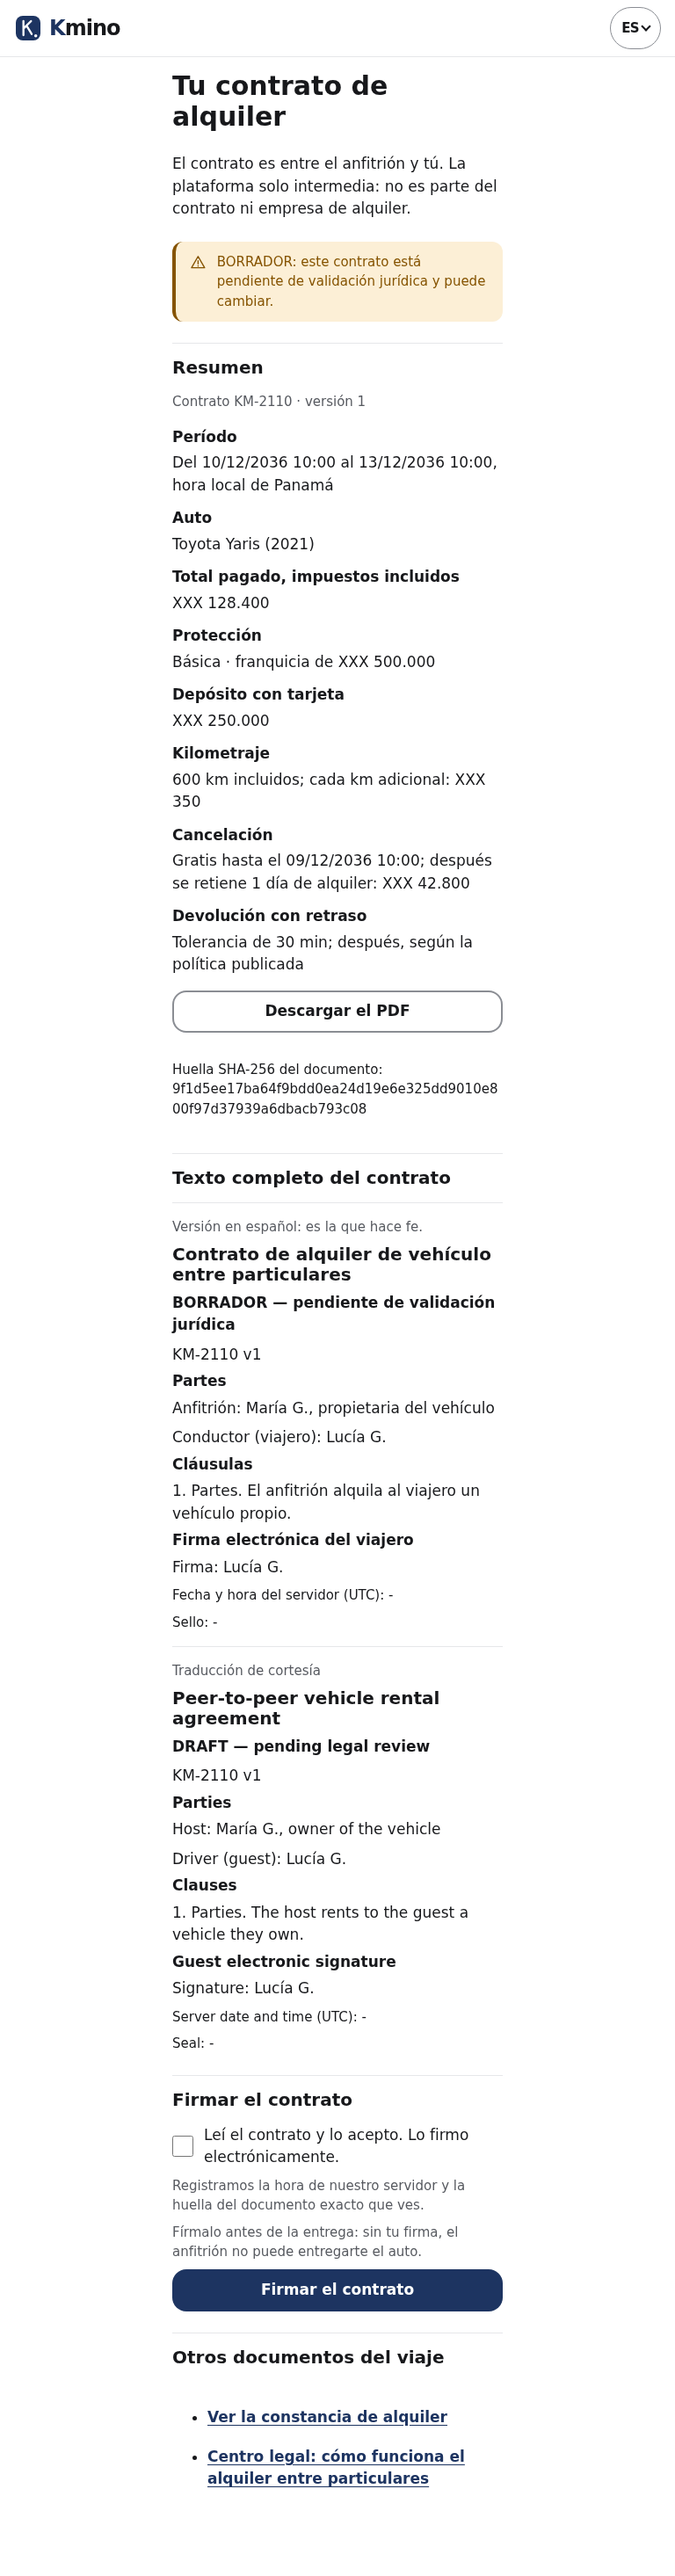 Kmino
ES
Tu contrato de
alquiler
El contrato es entre el anfitrión y tú. La
plataforma solo intermedia: no es parte del
contrato ni empresa de alquiler.
BORRADOR: este contrato está
pendiente de validación jurídica y puede
cambiar.
Resumen
Contrato KM-2110 · versión 1
Período
Del 10/12/2036 10:00 al 13/12/2036 10:00,
hora local de Panamá
Auto
Toyota Yaris (2021)
Total pagado, impuestos incluidos
XXX 128.400
Protección
Básica · franquicia de XXX 500.000
Depósito con tarjeta
XXX 250.000
Kilometraje
600 km incluidos; cada km adicional: XXX
350
Cancelación
Gratis hasta el 09/12/2036 10:00; después
se retiene 1 día de alquiler: XXX 42.800
Devolución con retraso
Tolerancia de 30 min; después, según la
política publicada
Descargar el PDF
Huella SHA-256 del documento:
9f1d5ee17ba64f9bdd0ea24d19e6e325dd9010e8
00f97d37939a6dbacb793c08
Texto completo del contrato
Versión en español: es la que hace fe.
Contrato de alquiler de vehículo
entre particulares
BORRADOR — pendiente de validación
jurídica
KM-2110 v1
Partes
Anfitrión: María G., propietaria del vehículo
Conductor (viajero): Lucía G.
Cláusulas
1. Partes. El anfitrión alquila al viajero un
vehículo propio.
Firma electrónica del viajero
Firma: Lucía G.
Fecha y hora del servidor (UTC): -
Sello: -
Traducción de cortesía
Peer-to-peer vehicle rental
agreement
DRAFT — pending legal review
KM-2110 v1
Parties
Host: María G., owner of the vehicle
Driver (guest): Lucía G.
Clauses
1. Parties. The host rents to the guest a
vehicle they own.
Guest electronic signature
Signature: Lucía G.
Server date and time (UTC): -
Seal: -
Firmar el contrato
Leí el contrato y lo acepto. Lo firmo
electrónicamente.
Registramos la hora de nuestro servidor y la
huella del documento exacto que ves.
Fírmalo antes de la entrega: sin tu firma, el
anfitrión no puede entregarte el auto.
Firmar el contrato
Otros documentos del viaje
Ver la constancia de alquiler
Centro legal: cómo funciona el
alquiler entre particulares